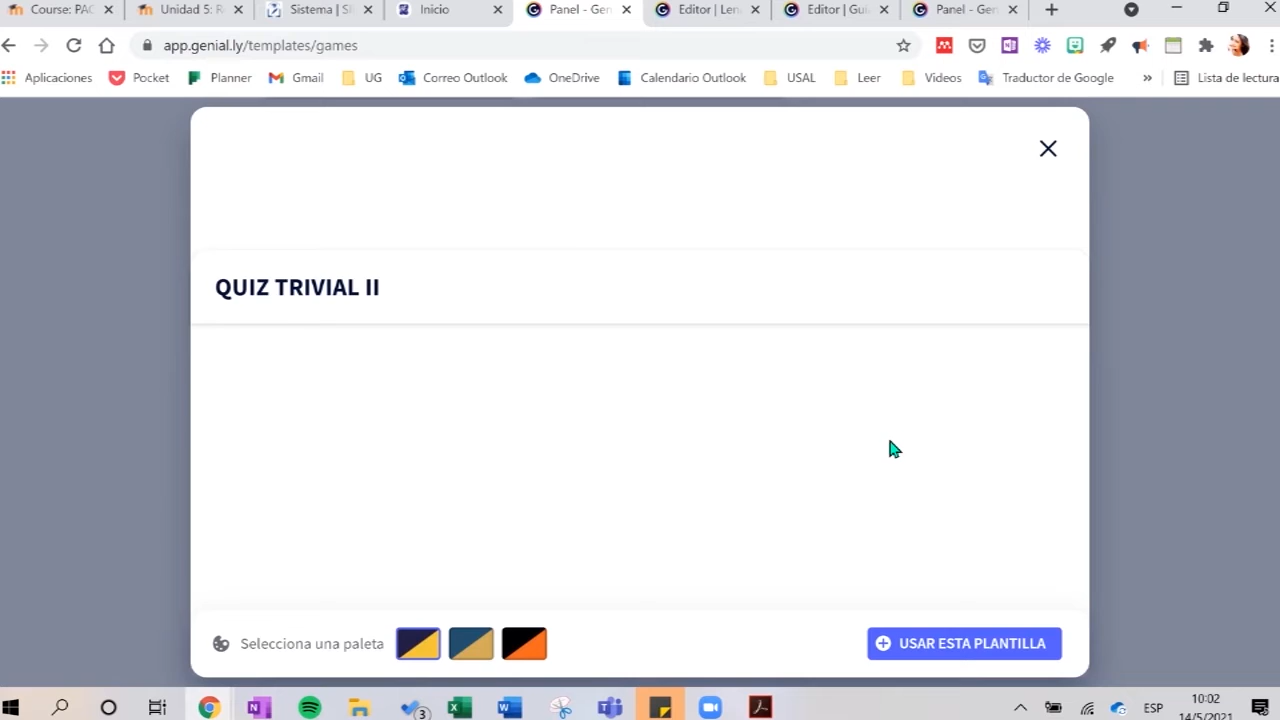 Course: PAC
Unidad 5: R
Sistema | S
Inicio
Panel - Gen
Editor | Len
Editor | Gu
Panel - Gen
app.genial.ly/templates/games
Aplicaciones
Pocket
Planner
Gmail
UG
Correo Outlook
OneDrive
Calendario Outlook
USAL
Leer
Videos
Traductor de Google
»
Lista de lectura
QUIZ TRIVIAL II
Selecciona una paleta
USAR ESTA PLANTILLA
3
ESP
10:02
14/5/2021